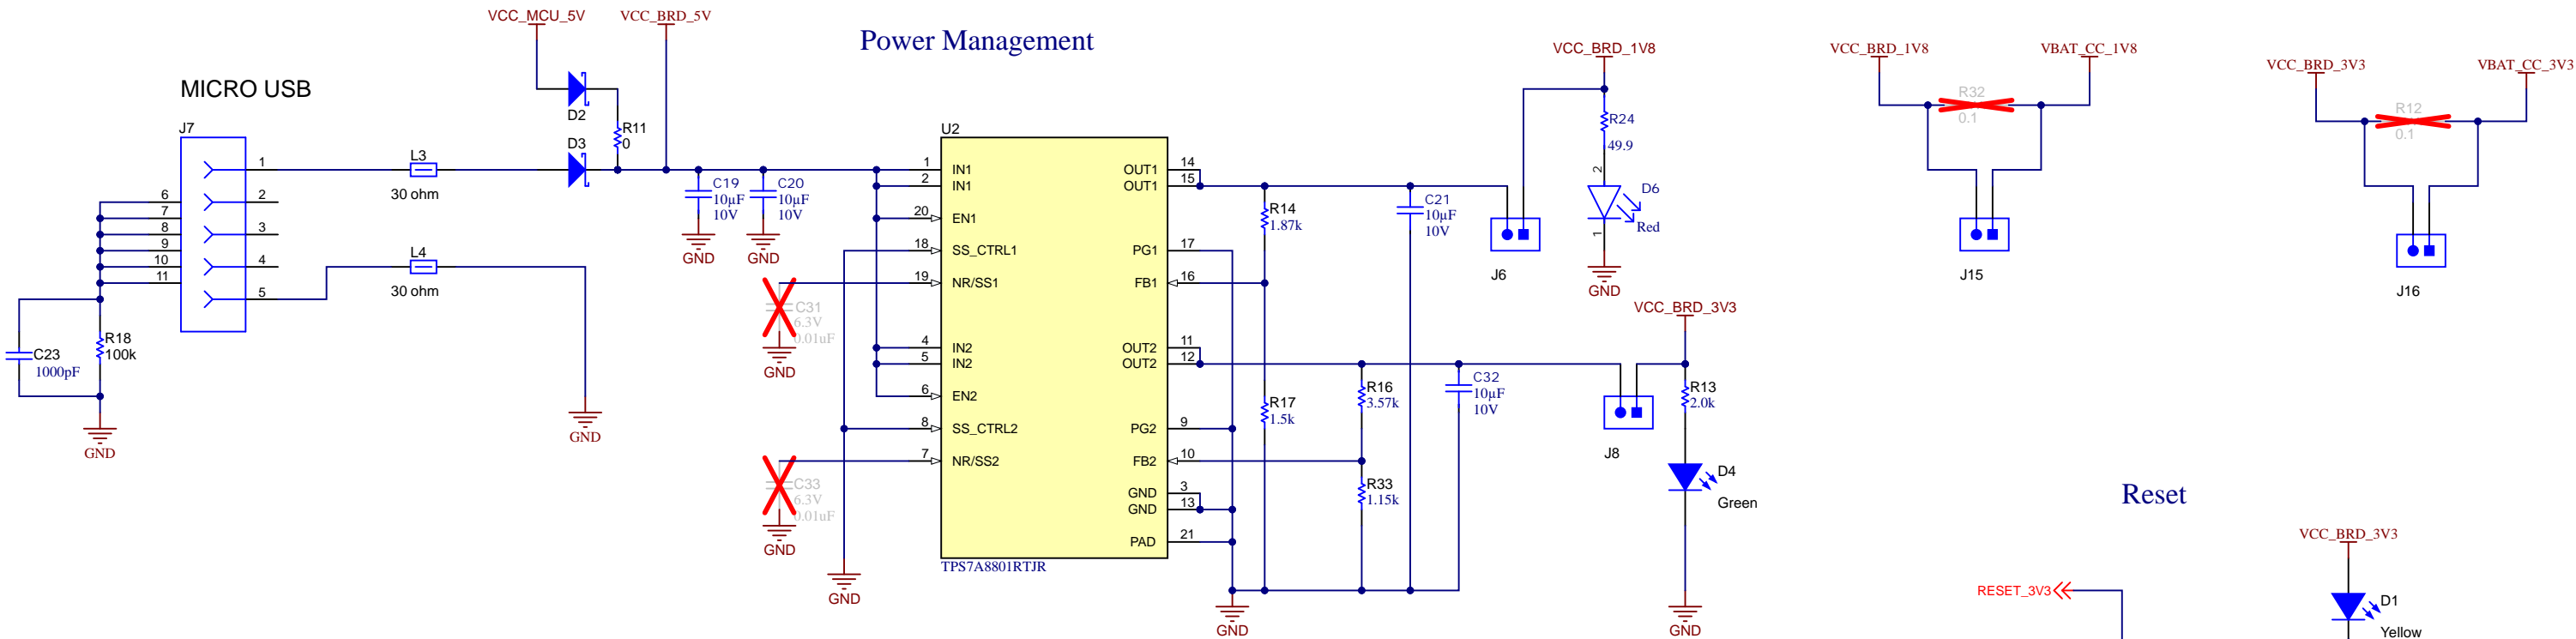 Power Management
MICRO USB
J7
1
2
3
4
5
6
7
8
9
10
11
C23
1000pF
R18
100k
GND
L3
30 ohm
L4
30 ohm
GND
VCC_MCU_5V
VCC_BRD_5V
D2
D3
R11
0
C19
10µF
10V
GND
C20
10µF
10V
GND
C31
6.3V
0.01uF
GND
C33
6.3V
0.01uF
GND
GND
U2
1 IN1
2 IN1
20 EN1
18 SS_CTRL1
19 NR/SS1
4 IN2
5 IN2
6 EN2
8 SS_CTRL2
7 NR/SS2
OUT1 14
OUT1 15
PG1 17
FB1 16
OUT2 11
OUT2 12
PG2 9
FB2 10
GND 3
GND 13
PAD 21
TPS7A8801RTJR
R14
1.87k
R17
1.5k
C21
10µF
10V
R16
3.57k
R33
1.15k
C32
10µF
10V
GND
J6
VCC_BRD_1V8
R24
49.9
2
D6
Red
1
GND
J8
VCC_BRD_3V3
R13
2.0k
D4
Green
GND
VCC_BRD_1V8
VBAT_CC_1V8
R32
0.1
J15
VCC_BRD_3V3
VBAT_CC_3V3
R12
0.1
J16
Reset
VCC_BRD_3V3
RESET_3V3
D1
Yellow